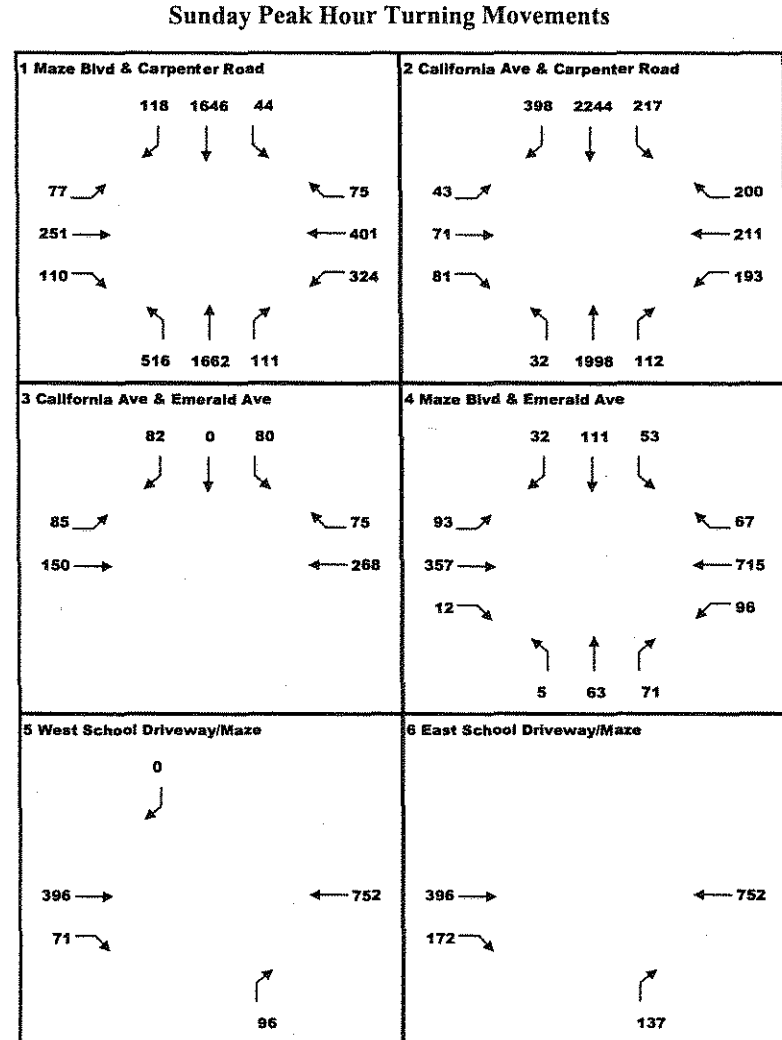 Sunday Peak Hour Turning Movements
1 Maze Blvd & Carpenter Road
118 1646 44
77 75
251 401
110 324
516 1662 111
2 California Ave & Carpenter Road
398 2244 217
43 200
71 211
81 193
32 1998 112
3 California Ave & Emerald Ave
82 0 80
85 75
150 268
4 Maze Blvd & Emerald Ave
32 111 53
93 67
357 715
12 96
5 63 71
5 West School Driveway/Maze
0
396 752
71
96
6 East School Driveway/Maze
396 752
172
137